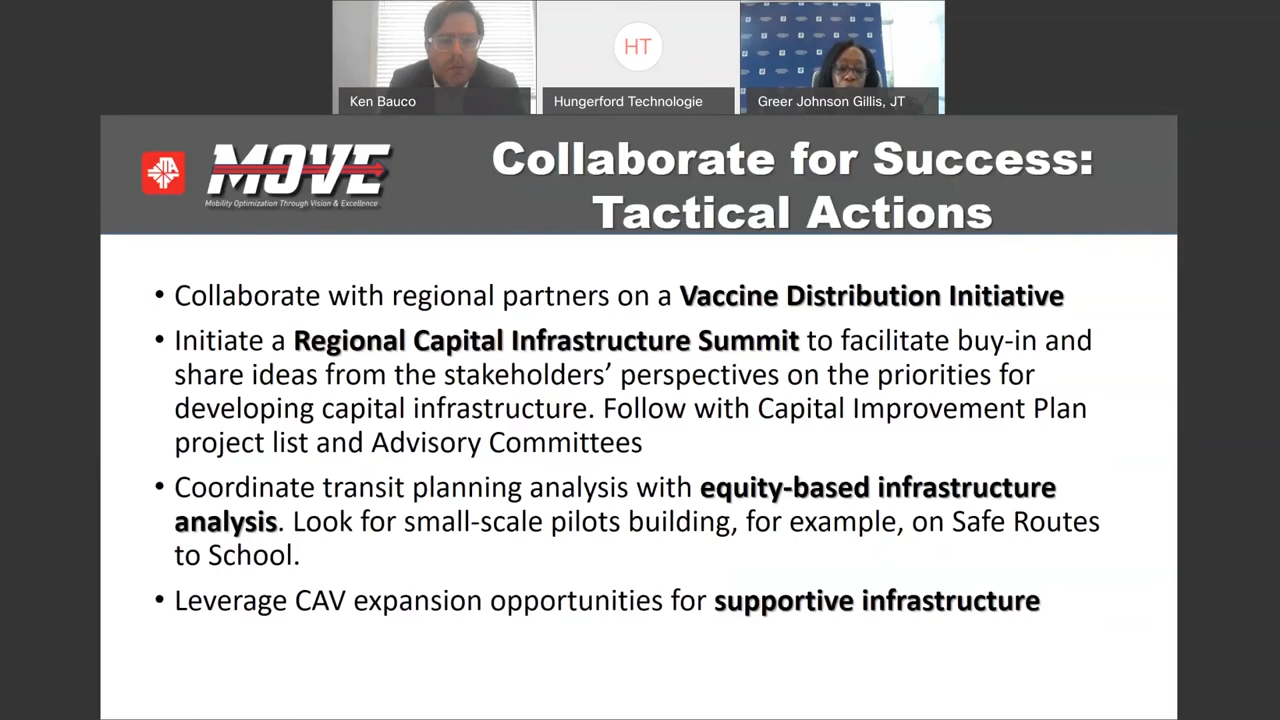 HT
Ken Bauco
Hungerford Technologie
Greer Johnson Gillis, JT
JTA
MOVE
Mobility Optimization Through Vision & Excellence
Collaborate for Success:
Tactical Actions
• Collaborate with regional partners on a Vaccine Distribution Initiative
• Initiate a Regional Capital Infrastructure Summit to facilitate buy-in and
share ideas from the stakeholders’ perspectives on the priorities for
developing capital infrastructure. Follow with Capital Improvement Plan
project list and Advisory Committees
• Coordinate transit planning analysis with equity-based infrastructure
analysis. Look for small-scale pilots building, for example, on Safe Routes
to School.
• Leverage CAV expansion opportunities for supportive infrastructure